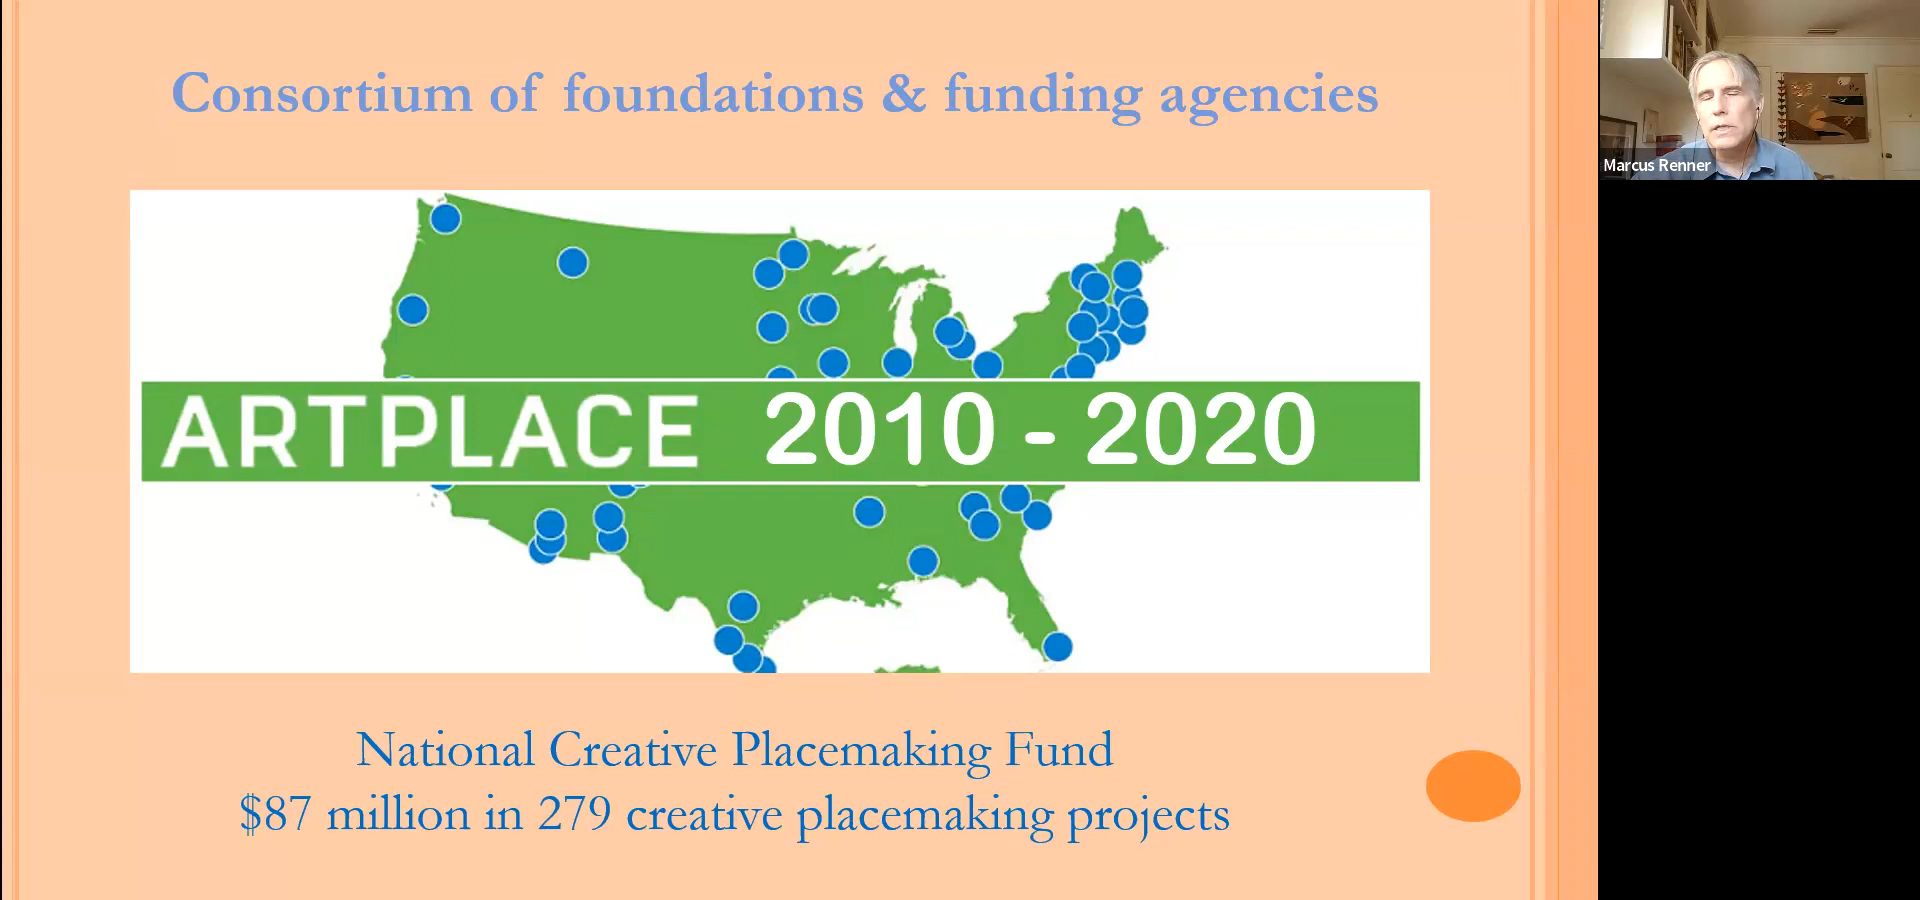 Consortium of foundations & funding agencies
ARTPLACE 2010 - 2020
National Creative Placemaking Fund
$87 million in 279 creative placemaking projects
Marcus Renner